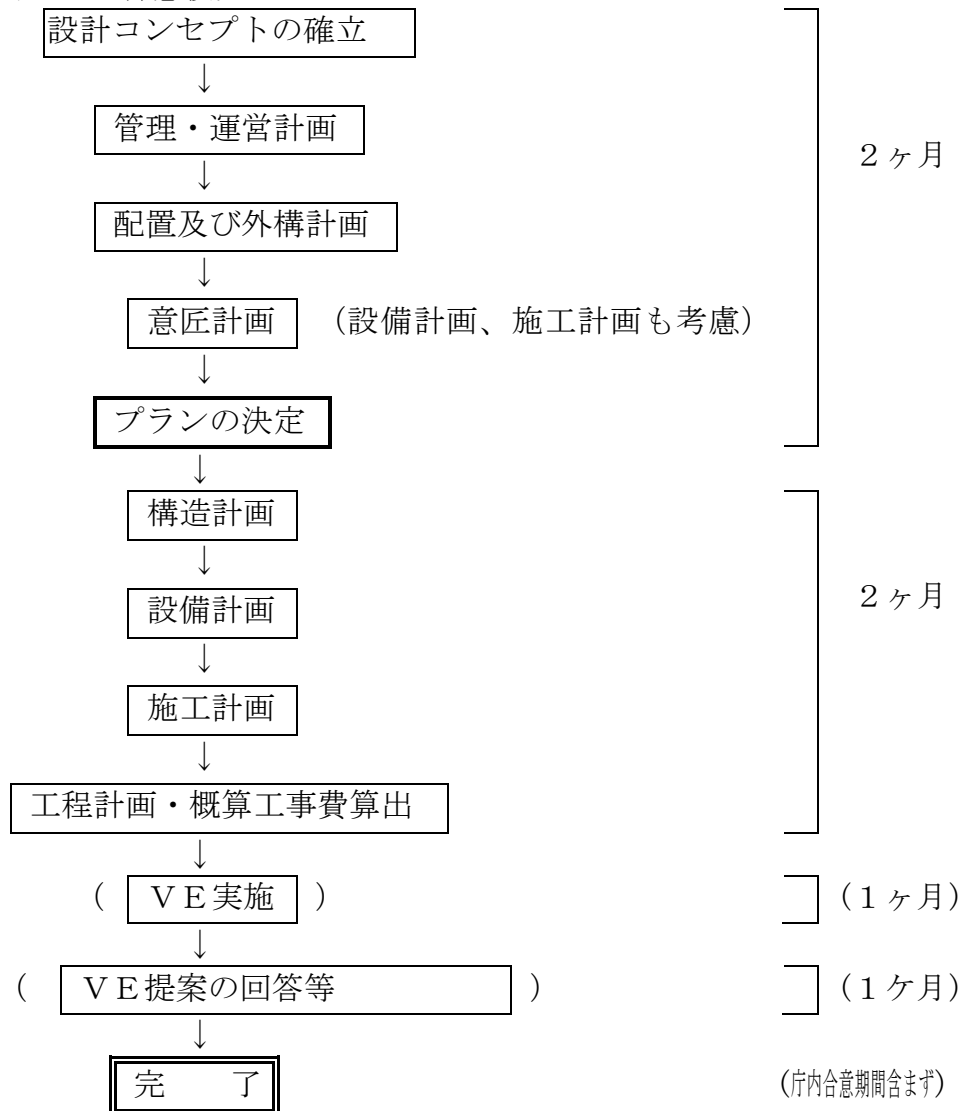 設計コンセプトの確立
↓
管理・運営計画
２ヶ月
↓
配置及び外構計画
↓
意匠計画 （設備計画、施工計画も考慮）
↓
プランの決定
↓
構造計画
↓
設備計画
２ヶ月
↓
施工計画
↓
工程計画・概算工事費算出
↓
（ ＶＥ実施 ） （１ヶ月）
↓
（ ＶＥ提案の回答等 ） （１ケ月）
↓
完　　了 （庁内合意期間含まず）